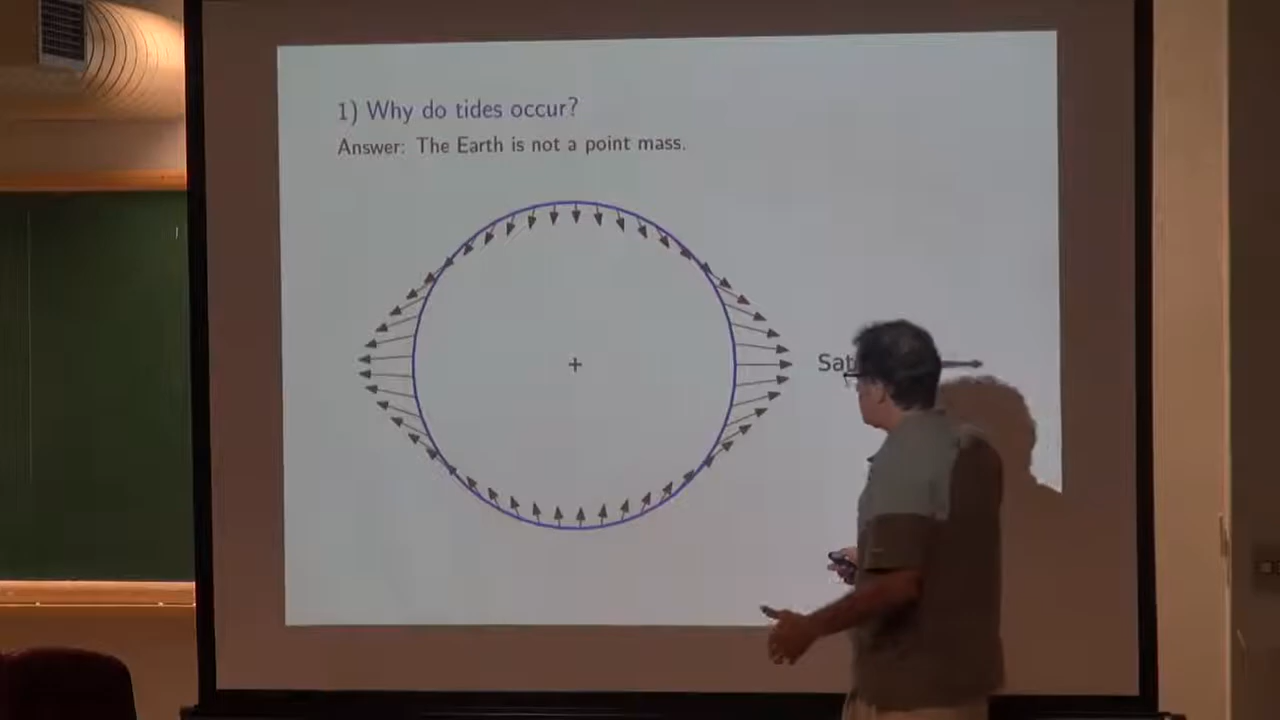 1) Why do tides occur?
Answer: The Earth is not a point mass.
+